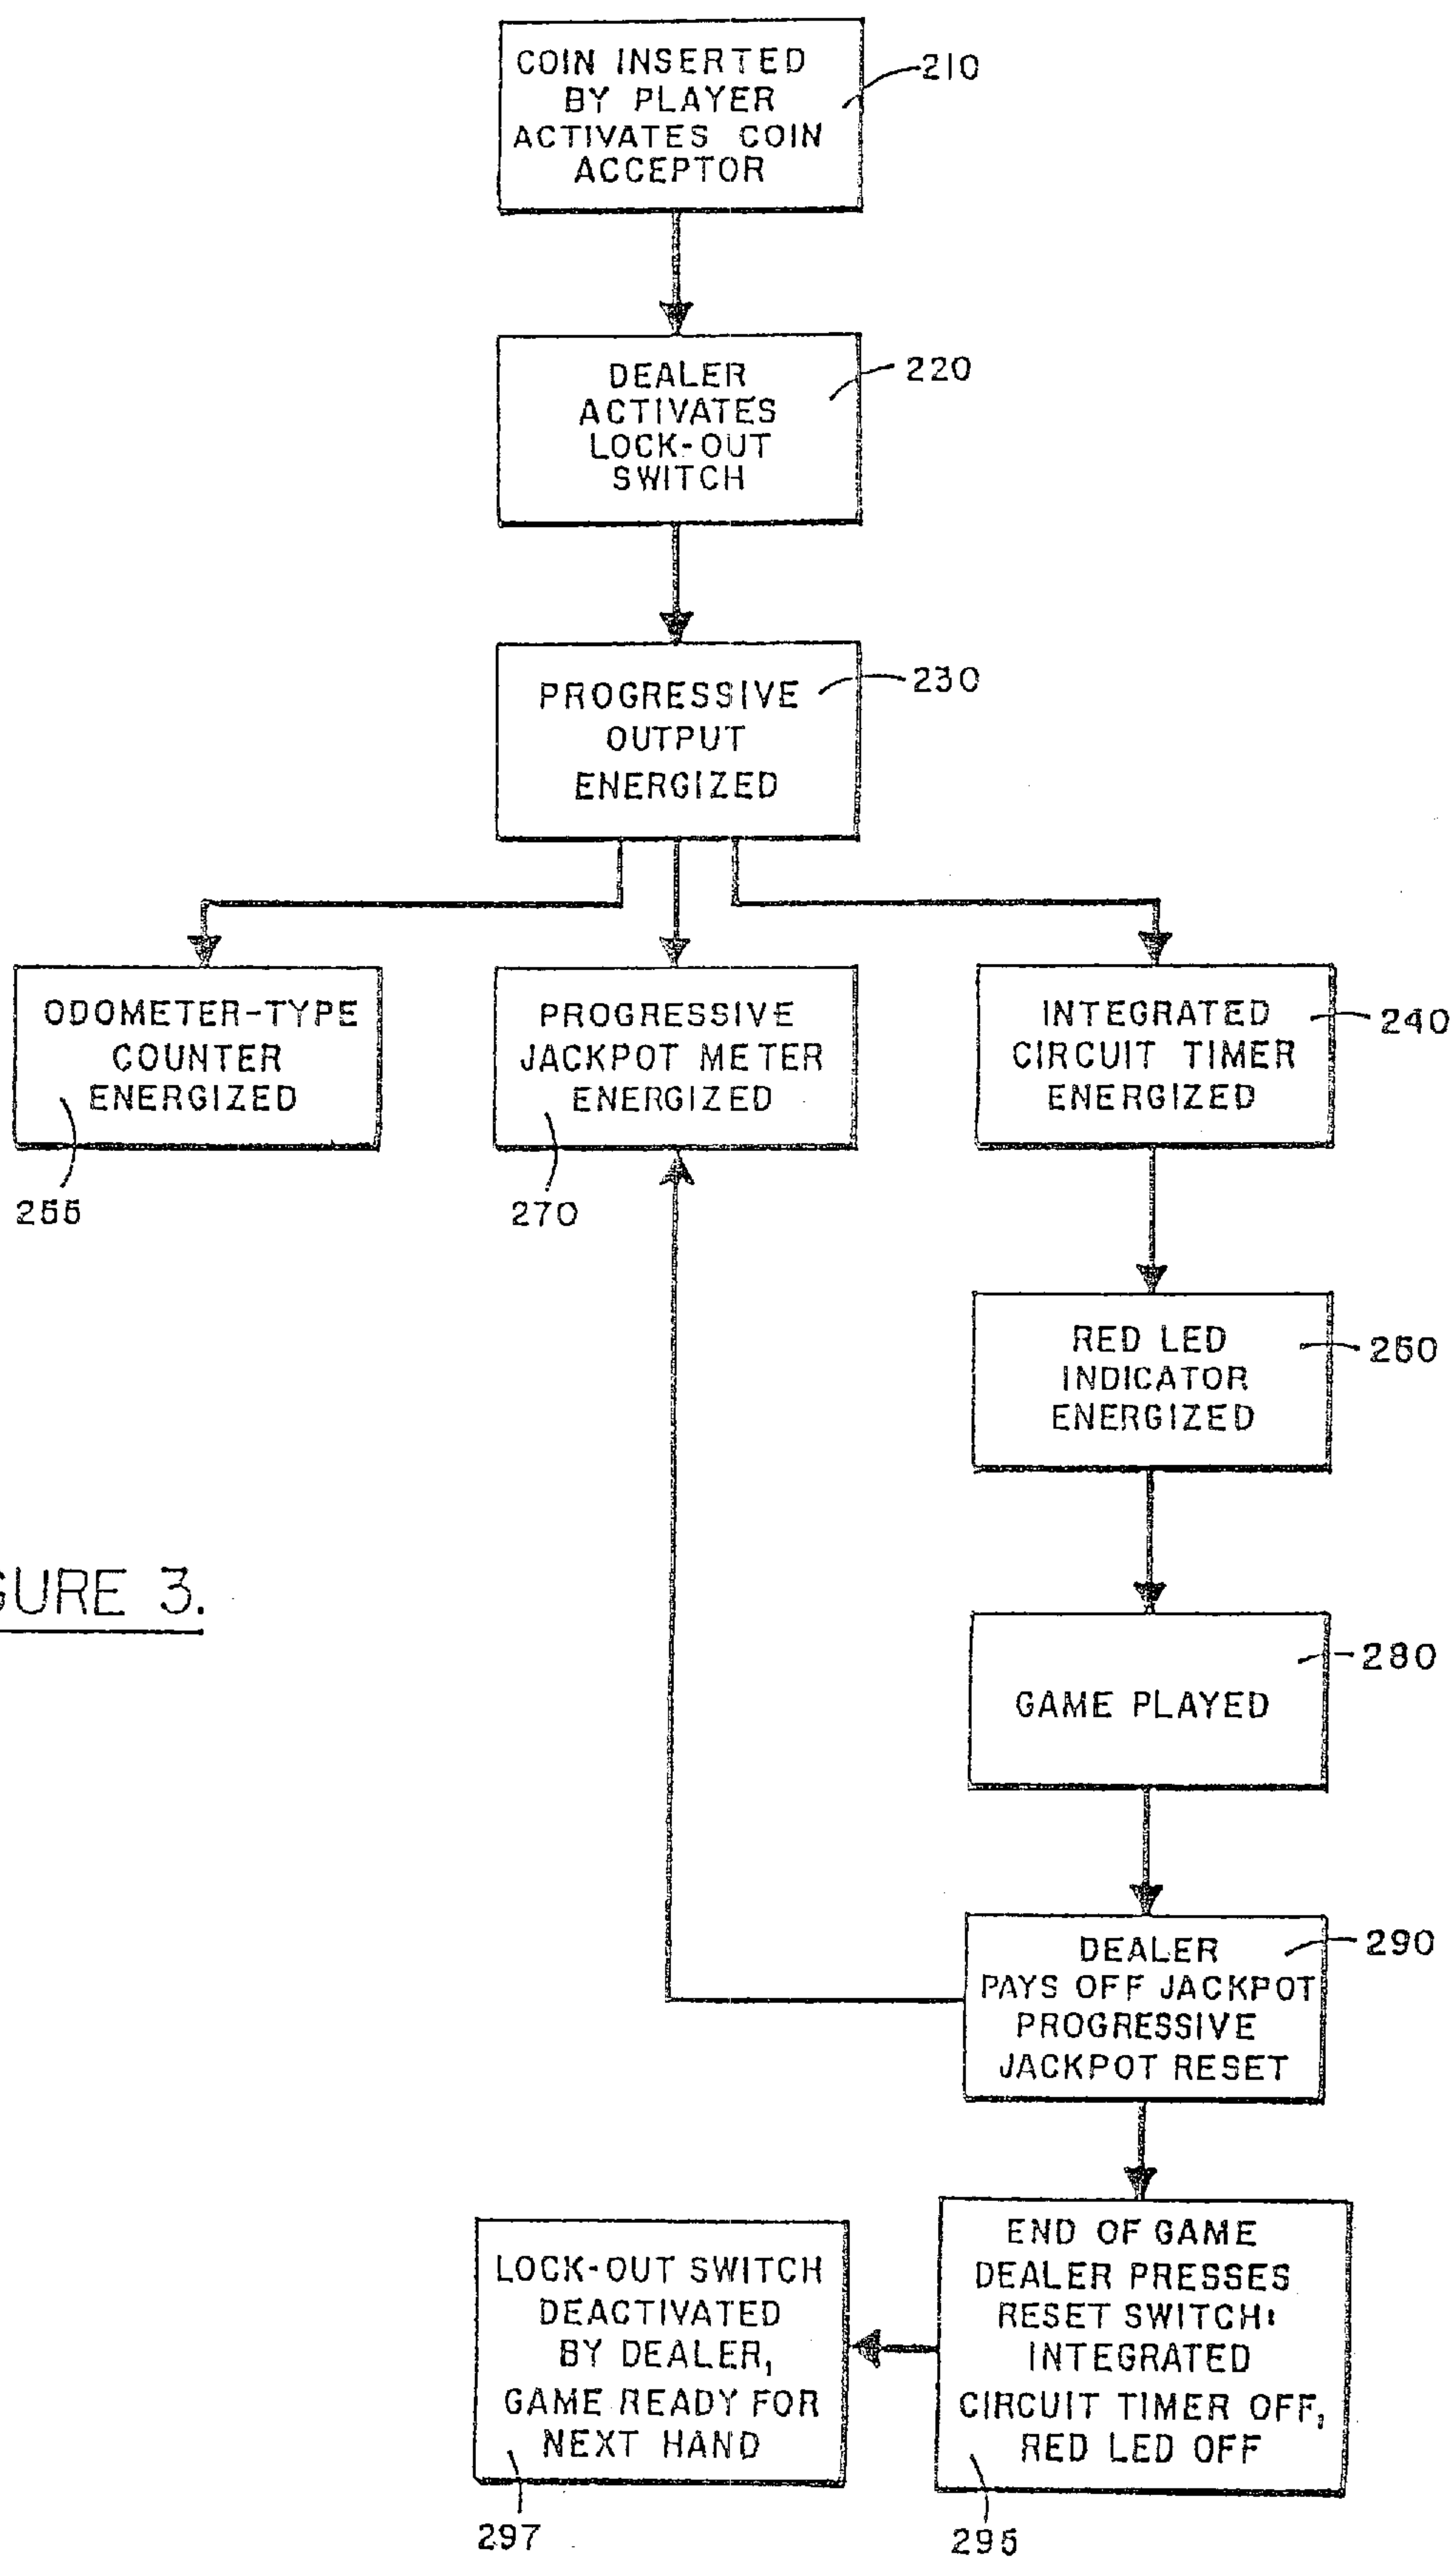 COIN INSERTED
BY PLAYER
ACTIVATES COIN
ACCEPTOR
210
DEALER
ACTIVATES
LOCK-OUT
SWITCH
220
PROGRESSIVE
OUTPUT
ENERGIZED
230
ODOMETER-TYPE
COUNTER
ENERGIZED
255
PROGRESSIVE
JACKPOT METER
ENERGIZED
270
INTEGRATED
CIRCUIT TIMER
ENERGIZED
240
RED LED
INDICATOR
ENERGIZED
GURE 3.
GAME PLAYED
280
DEALER
PAYS OFF JACKPOT
PROGRESSIVE
JACKPOT RESET
290
END OF GAME
DEALER PRESSES
RESET SWITCH:
INTEGRATED
CIRCUIT TIMER OFF,
RED LED OFF
295
LOCK-OUT SWITCH
DEACTIVATED
BY DEALER,
GAME READY FOR
NEXT HAND
297